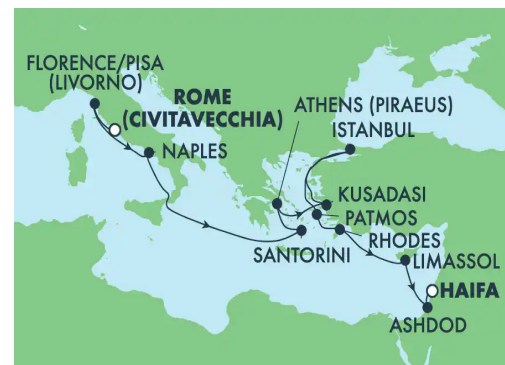 FLORENCE/PISA
(LIVORNO)
ROME
(CIVITAVECCHIA)
NAPLES
ATHENS (PIRAEUS)
ISTANBUL
KUSADASI
PATMOS
RHODES
SANTORINI
LIMASSOL
HAIFA
ASHDOD